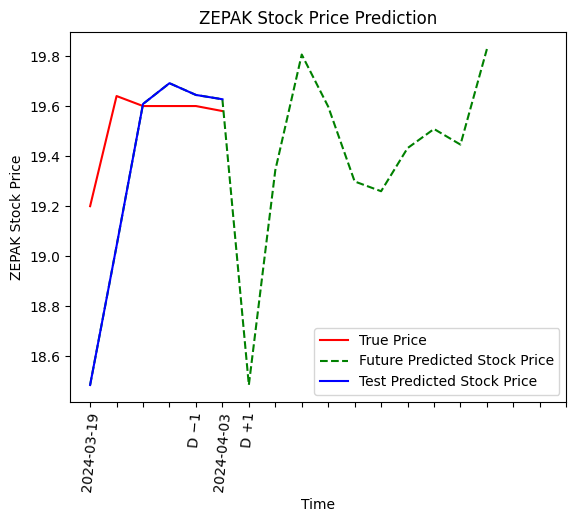 ZEPAK Stock Price Prediction
19.8
19.6
19.4
19.2
19.0
18.8
18.6
ZEPAK Stock Price
True Price
Future Predicted Stock Price
Test Predicted Stock Price
2024-03-19
D −1
2024-04-03
D +1
Time